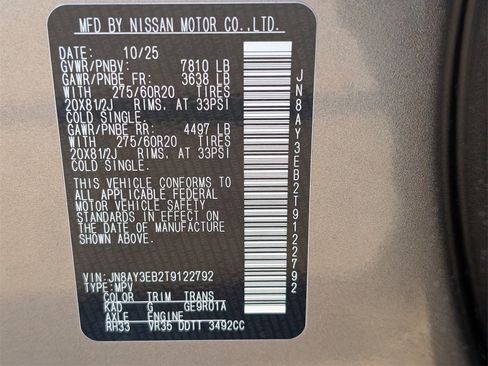 MFD BY NISSAN MOTOR CO.,LTD.
DATE: 10/25
GVWR/PNBV: 7810 LB
GAWR/PNBE FR: 3638 LB
WITH 275/60R20 TIRES
20X81/2J RIMS, AT 33PSI
COLD SINGLE.
GAWR/PNBE RR: 4497 LB
WITH 275/60R20 TIRES
20X81/2J RIMS, AT 33PSI
COLD SINGLE.
THIS VEHICLE CONFORMS TO
ALL APPLICABLE FEDERAL
MOTOR VEHICLE SAFETY
STANDARDS IN EFFECT ON
THE DATE OF MANUFACTURE
SHOWN ABOVE.
VIN:JN8AY3EB2T9122792
TYPE:MPV
COLOR TRIM TRANS
KAD G GE9R01A
AXLE ENGINE
RH33 VR35 DDTT 3492CC
JN8AY3EB2T9122792